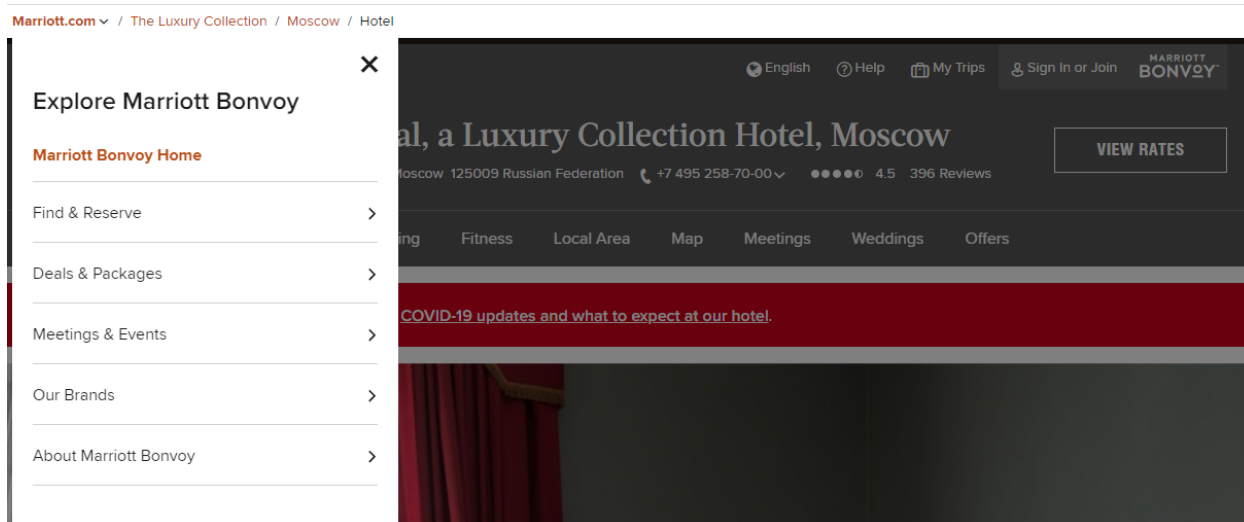 Marriott.com / The Luxury Collection / Moscow / Hotel
English Help My Trips Sign In or Join MARRIOTT BONVOY
Explore Marriott Bonvoy
Marriott Bonvoy Home
Find & Reserve
Deals & Packages
Meetings & Events
Our Brands
About Marriott Bonvoy
a Luxury Collection Hotel, Moscow
VIEW RATES
Moscow 125009 Russian Federation +7 495 258-70-00 4.5 396 Reviews
Fitness Local Area Map Meetings Weddings Offers
COVID-19 updates and what to expect at our hotel.